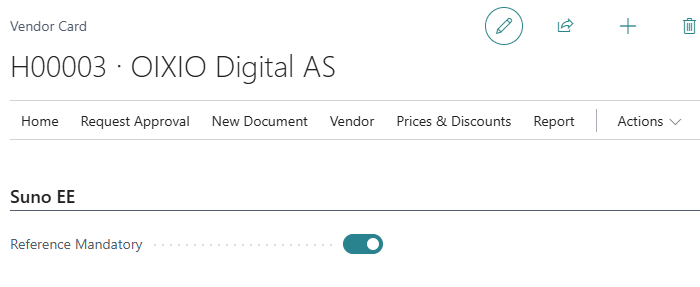 Vendor Card
H00003 · OIXIO Digital AS
Home Request Approval New Document Vendor Prices & Discounts Report Actions
Suno EE
Reference Mandatory